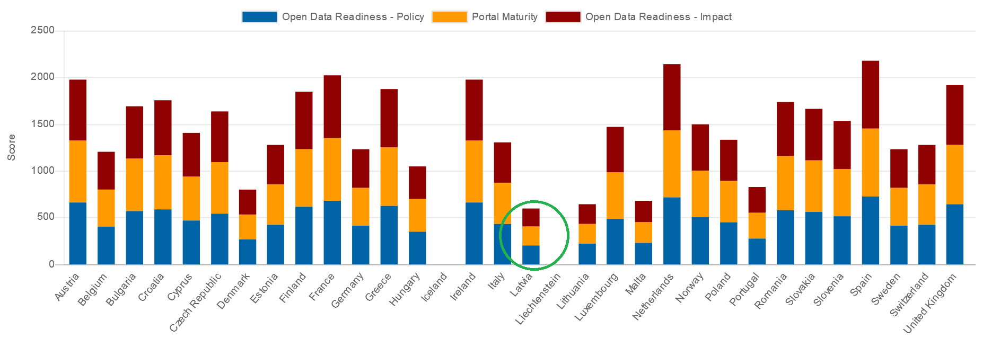 Open Data Readiness - Policy Portal Maturity Open Data Readiness - Impact
2500
2000
1500
1000
500
0
Score
Austria
Belgium
Bulgaria
Croatia
Cyprus
Czech Republic
Denmark
Estonia
Finland
France
Germany
Greece
Hungary
Iceland
Ireland
Italy
Latvia
Liechtenstein
Lithuania
Luxembourg
Malta
Netherlands
Norway
Poland
Portugal
Romania
Slovakia
Slovenia
Spain
Sweden
Switzerland
United Kingdom